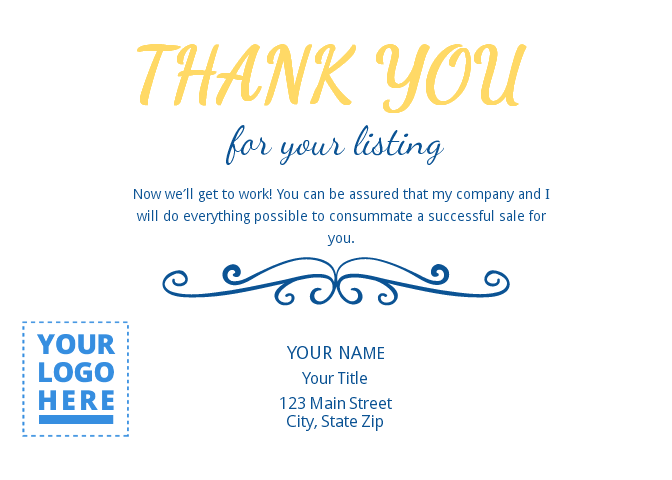 THANK YOU
for your listing
Now we'll get to work! You can be assured that my company and I
will do everything possible to consummate a successful sale for
you.
YOUR NAME
Your Title
123 Main Street
City, State Zip
YOUR
LOGO
HERE